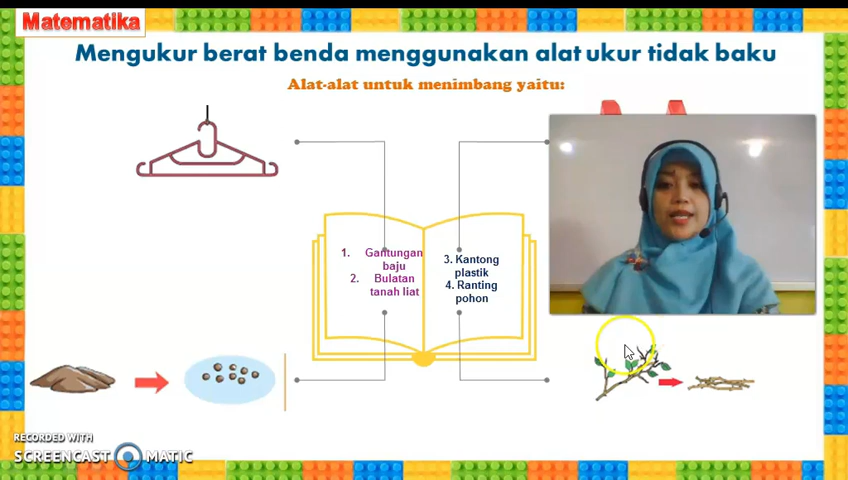 Matematika
Mengukur berat benda menggunakan alat ukur tidak baku
Alat-alat untuk menimbang yaitu:
1. Gantungan
baju
2. Bulatan
tanah liat
3. Kantong
plastik
4. Ranting
pohon
RECORDED WITH
SCREENCAST MATIC